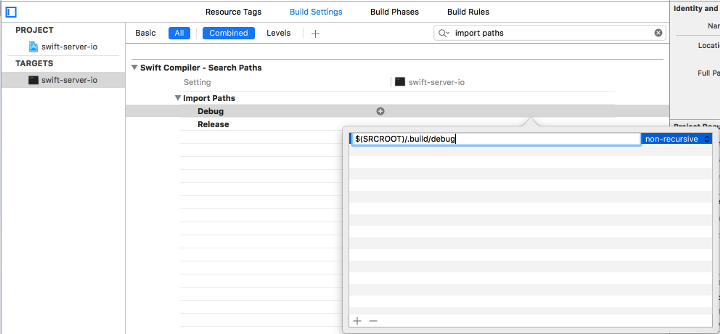 Resource Tags Build Settings Build Phases Build Rules
Identity and
PROJECT
swift-server-io
TARGETS
swift-server-io
Basic All Combined Levels +
import paths
Swift Compiler - Search Paths
Setting swift-server-io
Import Paths
Debug
Release
$(SRCROOT)/.build/debug non-recursive
+ −
Locatio
Full Pa